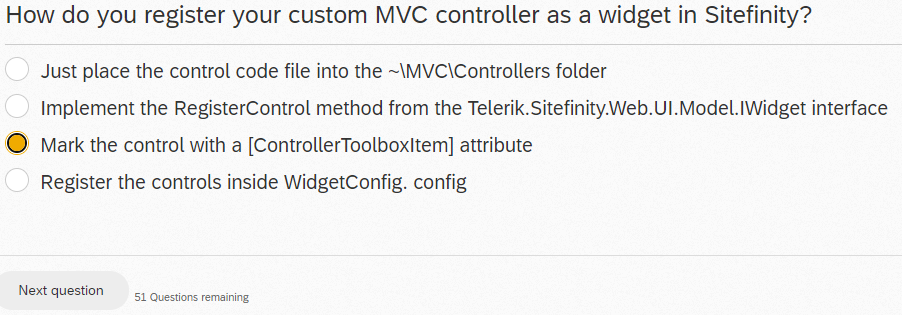 How do you register your custom MVC controller as a widget in Sitefinity?
Just place the control code file into the ~\MVC\Controllers folder
Implement the RegisterControl method from the Telerik.Sitefinity.Web.UI.Model.IWidget interface
Mark the control with a [ControllerToolboxItem] attribute
Register the controls inside WidgetConfig. config
Next question
51 Questions remaining